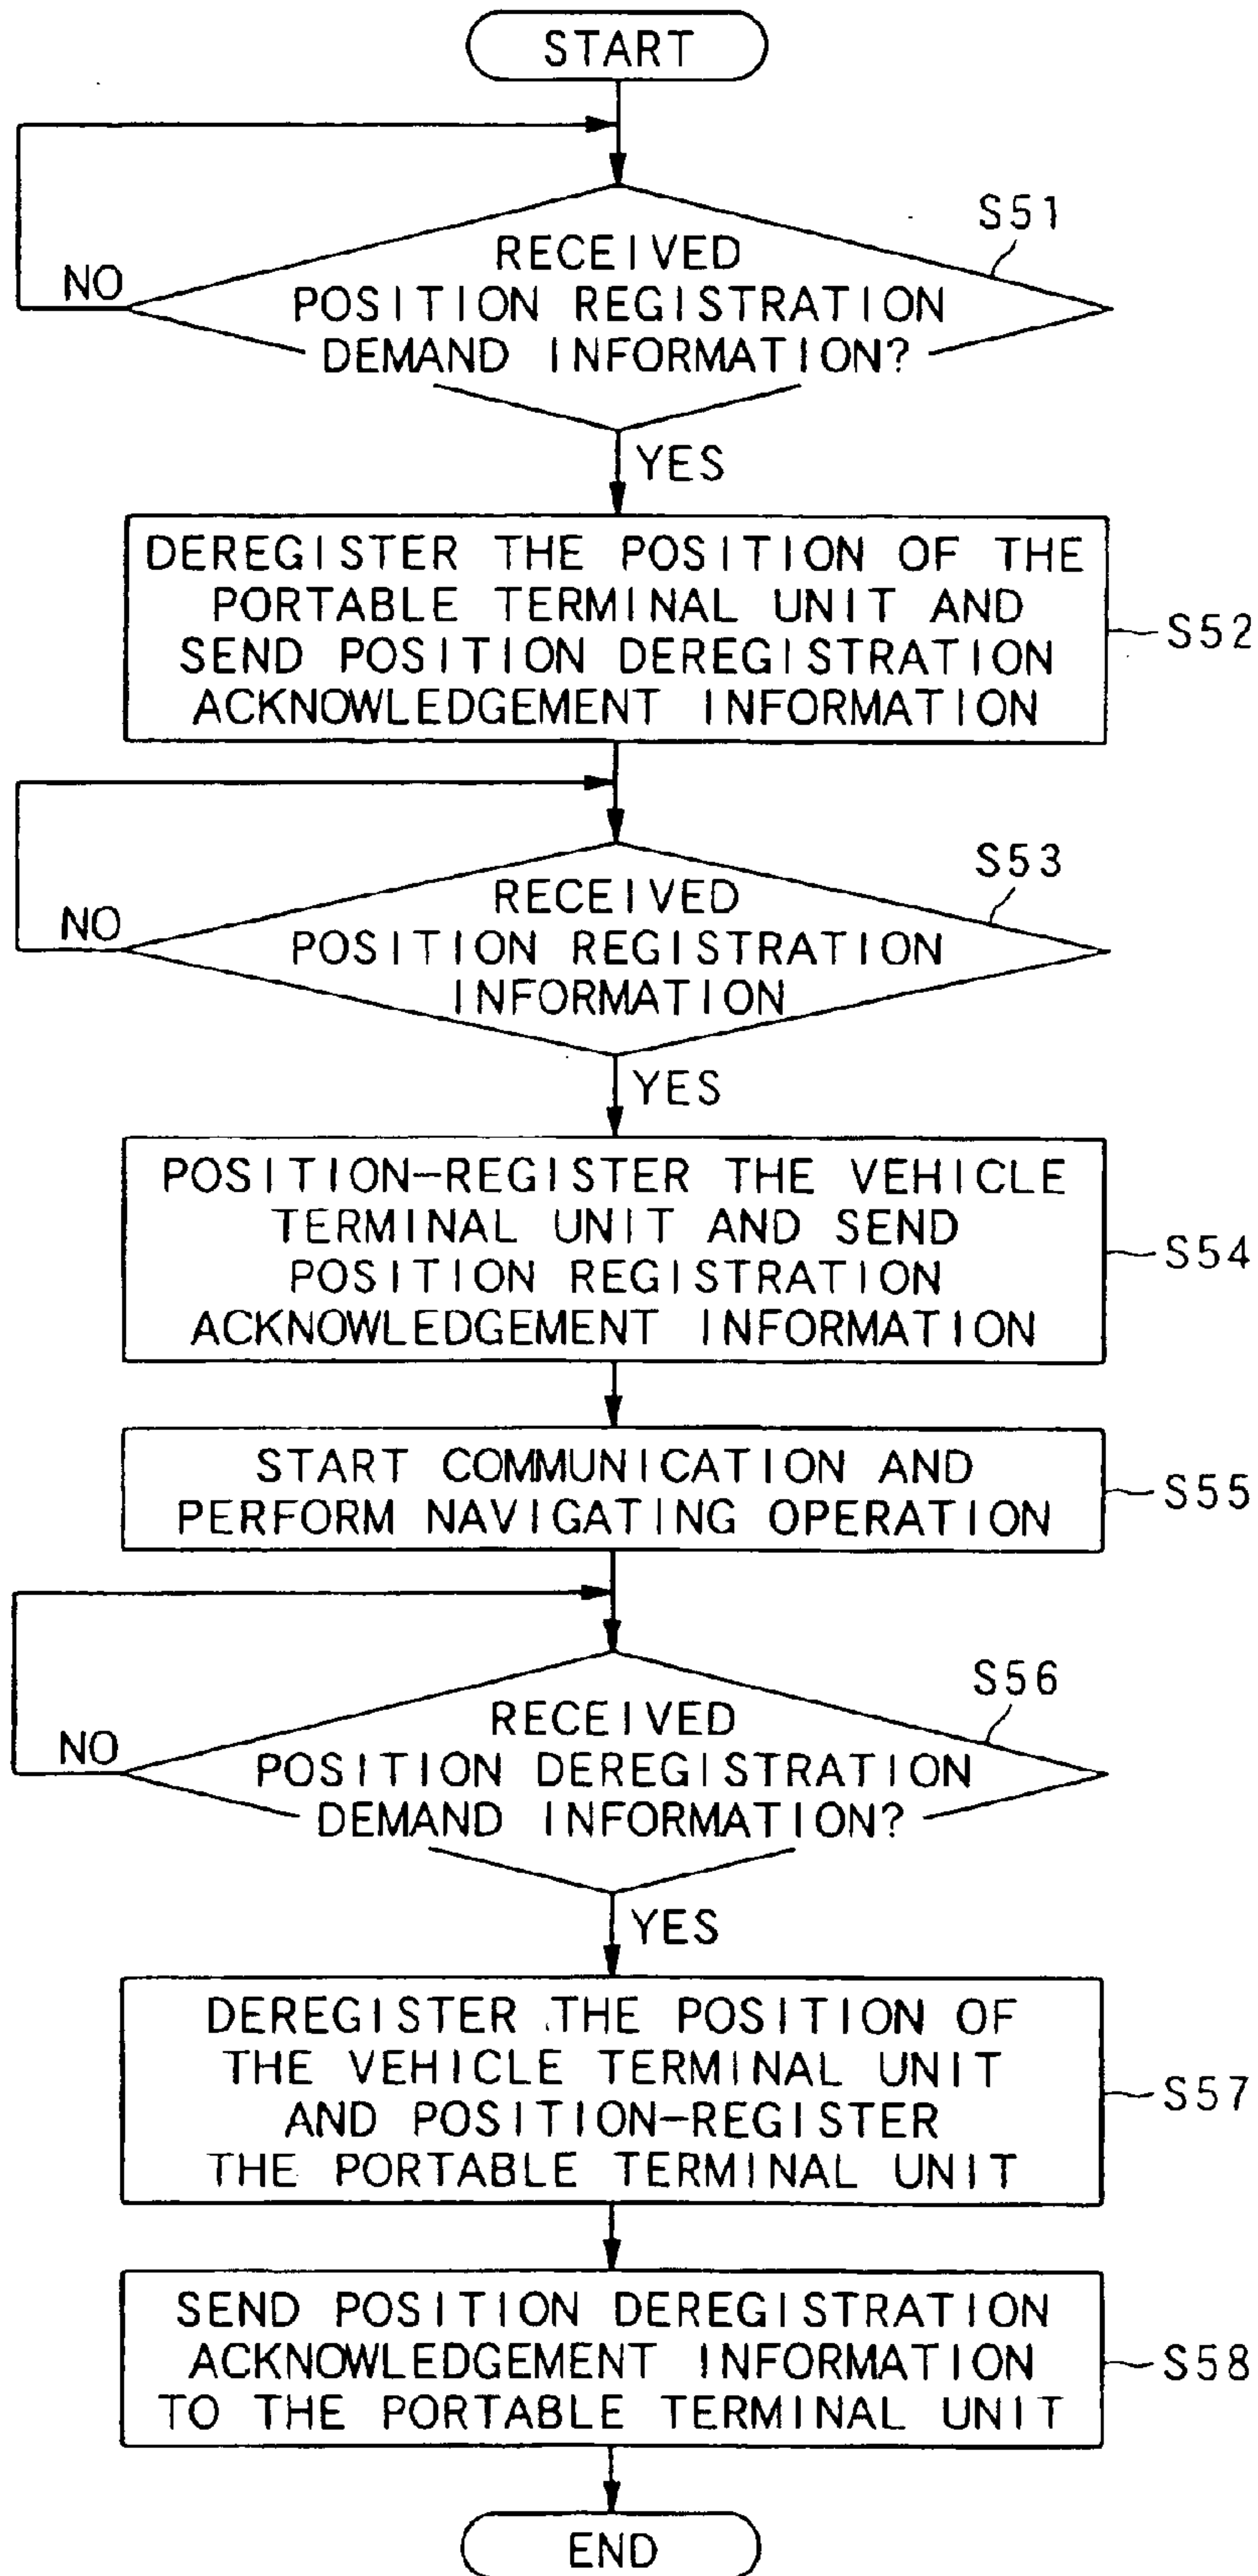 START
S51
RECEIVED
POSITION REGISTRATION
DEMAND INFORMATION?
NO
YES
DEREGISTER THE POSITION OF THE
PORTABLE TERMINAL UNIT AND
SEND POSITION DEREGISTRATION
ACKNOWLEDGEMENT INFORMATION
S52
S53
RECEIVED
POSITION REGISTRATION
INFORMATION
NO
YES
POSITION-REGISTER THE VEHICLE
TERMINAL UNIT AND SEND
POSITION REGISTRATION
ACKNOWLEDGEMENT INFORMATION
S54
START COMMUNICATION AND
PERFORM NAVIGATING OPERATION
S55
S56
RECEIVED
POSITION DEREGISTRATION
DEMAND INFORMATION?
NO
YES
DEREGISTER THE POSITION OF
THE VEHICLE TERMINAL UNIT
AND POSITION-REGISTER
THE PORTABLE TERMINAL UNIT
S57
SEND POSITION DEREGISTRATION
ACKNOWLEDGEMENT INFORMATION
TO THE PORTABLE TERMINAL UNIT
S58
END